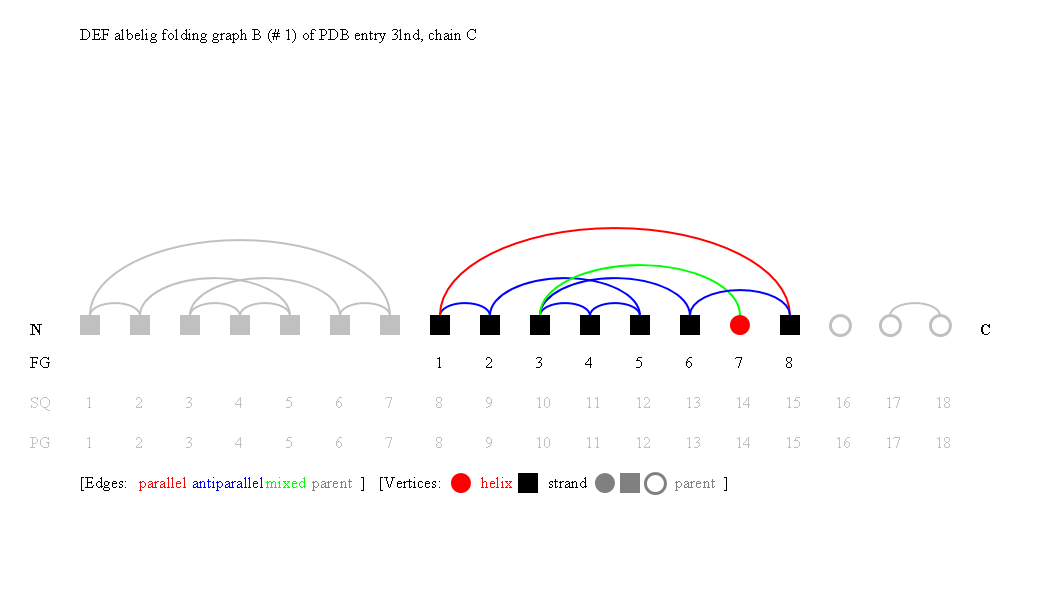 DEF albelig folding graph B (# 1) of PDB entry 3lnd, chain C
N C
FG 1 2 3 4 5 6 7 8
SQ 1 2 3 4 5 6 7 8 9 10 11 12 13 14 15 16 17 18
PG 1 2 3 4 5 6 7 8 9 10 11 12 13 14 15 16 17 18
[Edges: parallel antiparallel mixed parent ] [Vertices: helix strand parent ]